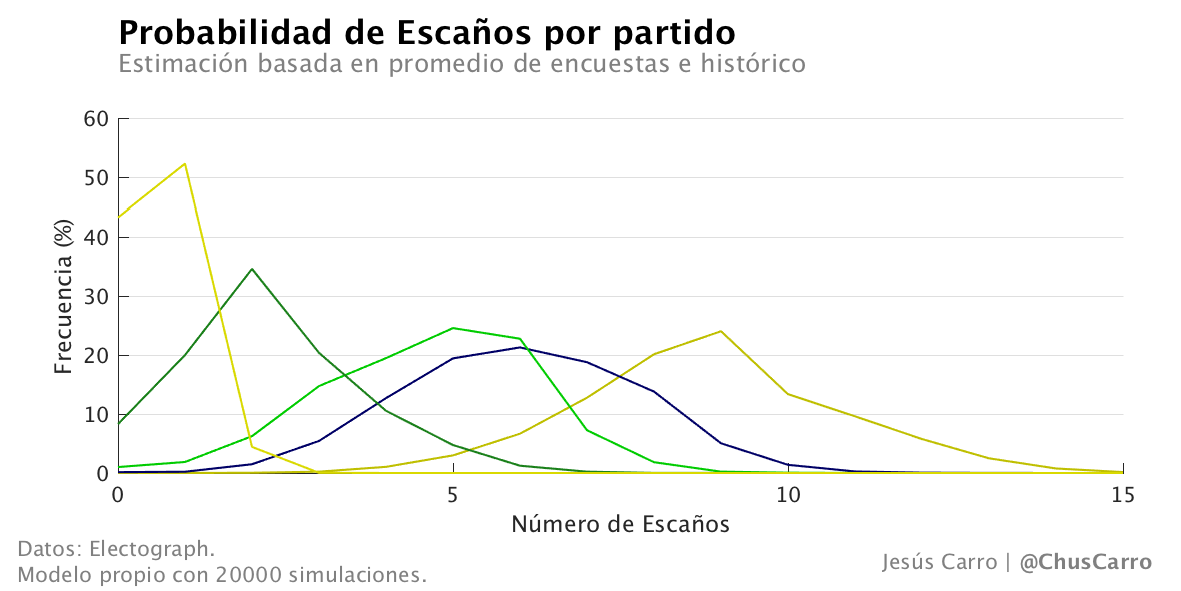 Probabilidad de Escaños por partido
Estimación basada en promedio de encuestas e histórico
60
50
40
30
20
10
0
Frecuencia (%)
0 5 10 15
Número de Escaños
Datos: Electograph.
Modelo propio con 20000 simulaciones.
Jesús Carro | @ChusCarro